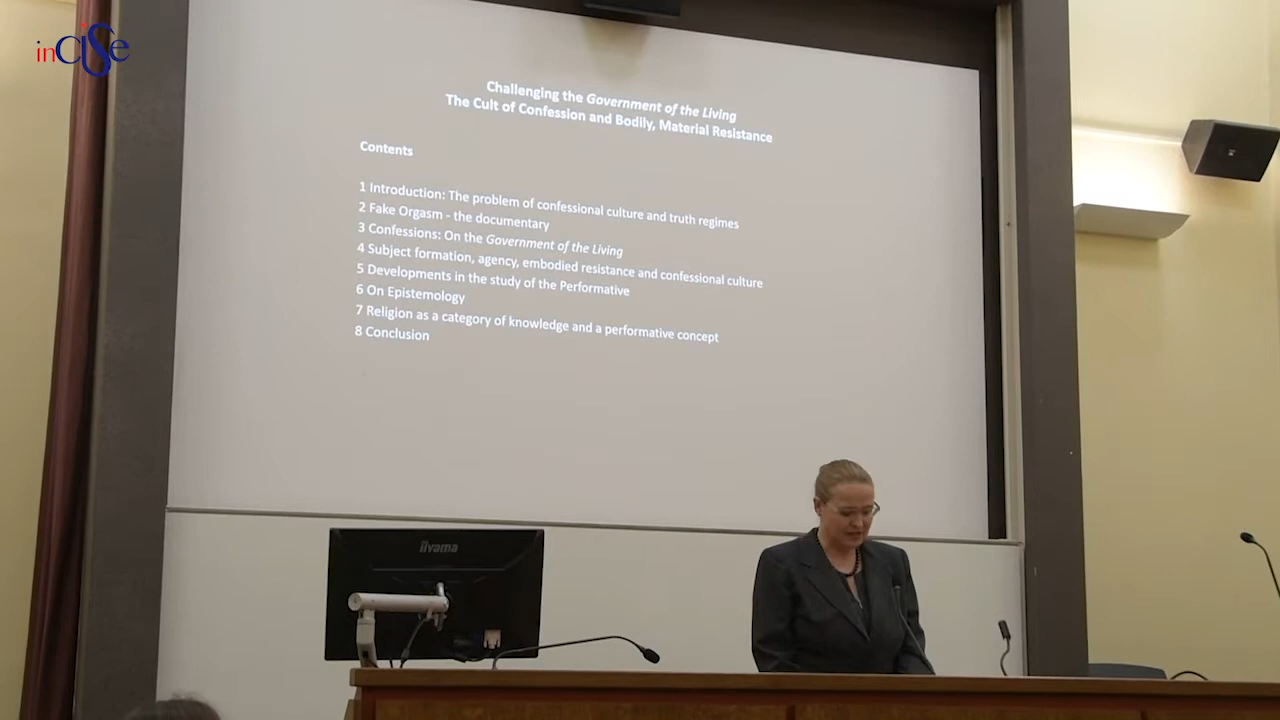 inCiSe
Challenging the Government of the Living
The Cult of Confession and Bodily, Material Resistance
Contents
1 Introduction: The problem of confessional culture and truth regimes
2 Fake Orgasm - the documentary
3 Confessions: On the Government of the Living
4 Subject formation, agency, embodied resistance and confessional culture
5 Developments in the study of the Performative
6 On Epistemology
7 Religion as a category of knowledge and a performative concept
8 Conclusion
iiyama